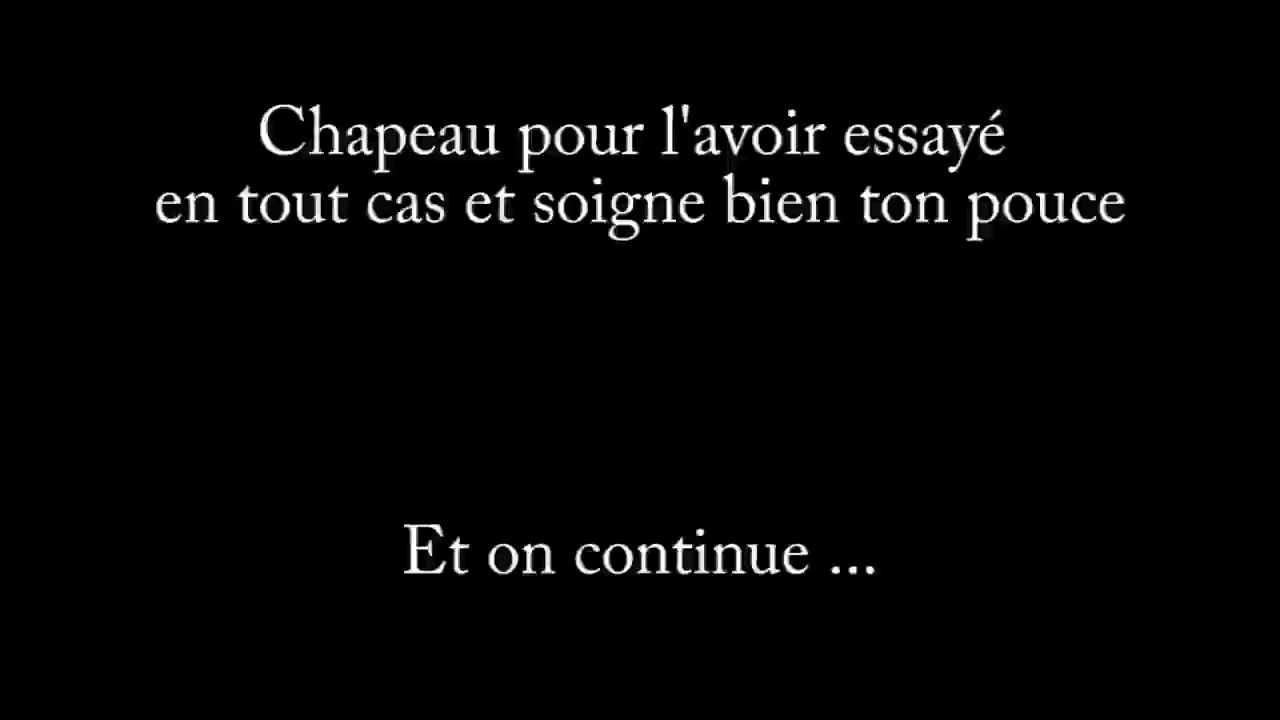 Chapeau pour l'avoir essayé
en tout cas et soigne bien ton pouce
Et on continue ...